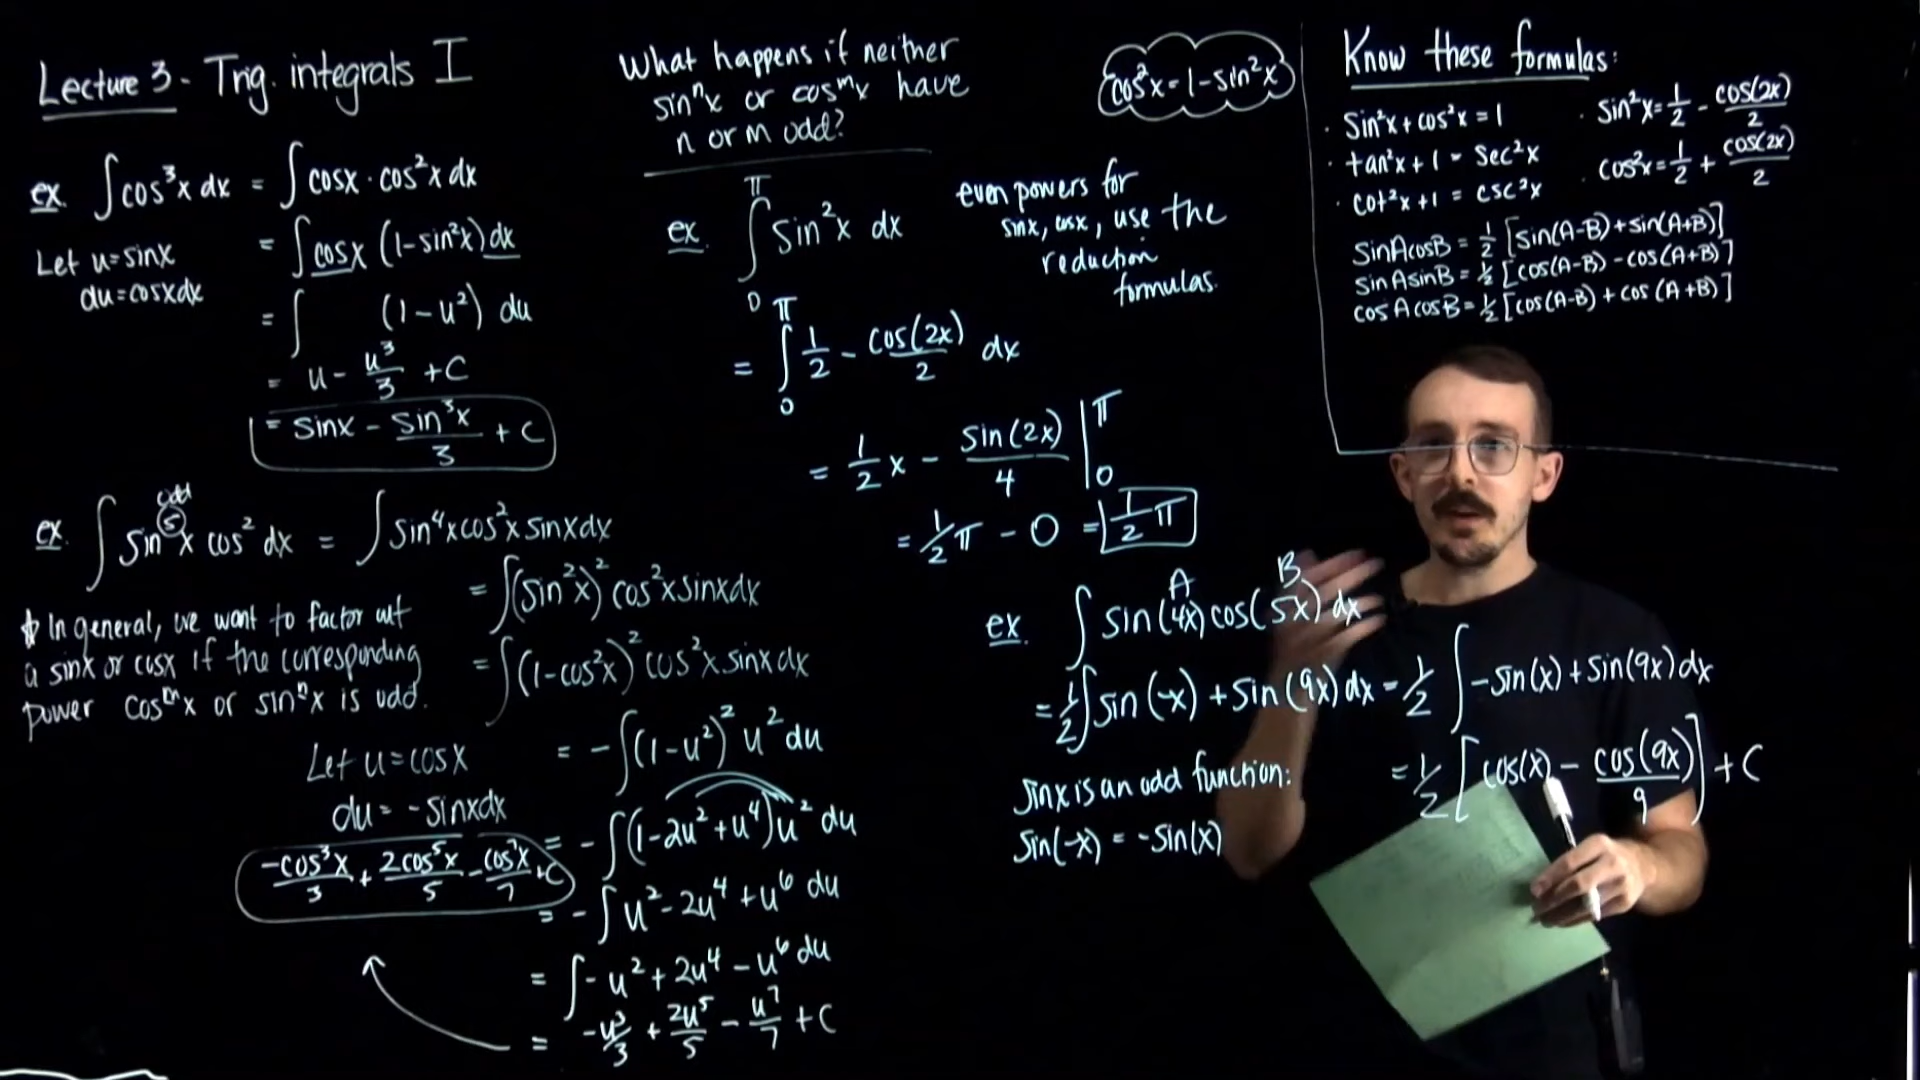 Lecture 3 - Trig. integrals I
ex. ∫cos³x dx = ∫cosx · cos²x dx
Let u=sinx
du=cosxdx
= ∫cosx (1-sin²x)dx
= ∫ (1-u²) du
= u - u³/3 + C
= sinx - sin³x/3 + C
odd
ex. ∫ sin⁵x cos² dx = ∫sin⁴xcos²x sinxdx
= ∫(sin²x)² cos²x sinxdx
= ∫(1-cos²x)² cos²x sinx dx
☆ In general, we want to factor out
a sinx or cosx if the corresponding
power cosᵐx or sinⁿx is odd.
Let u=cosx
du= -sinxdx
= -∫(1-u²)² u² du
= -∫(1-2u²+u⁴)u² du
= -∫u²-2u⁴+u⁶ du
= ∫-u²+2u⁴-u⁶ du
= -u³/3 + 2u⁵/5 - u⁷/7 + C
-cos³x/3 + 2cos⁵x/5 - cos⁷x/7 + C
What happens if neither
sinⁿx or cosᵐx have
n or m odd?
cos²x = 1-sin²x
ex. ∫₀^π sin²x dx
even powers for
sinx, cosx, use the
reduction
formulas.
= ∫₀^π 1/2 - cos(2x)/2 dx
= 1/2 x - sin(2x)/4 |₀^π
= 1/2 π - 0 = 1/2 π
A B
ex. ∫ sin(4x)cos(5x) dx
= 1/2∫sin(-x) + sin(9x) dx = 1/2 ∫ -sin(x) + sin(9x) dx
= 1/2 [cos(x) - cos(9x)/9] + C
sinx is an odd function:
sin(-x) = -sin(x)
Know these formulas:
· sin²x + cos²x = 1
· tan²x + 1 = sec²x
· cot²x + 1 = csc²x
· sin²x = 1/2 - cos(2x)/2
· cos²x = 1/2 + cos(2x)/2
sinAcosB = 1/2 [sin(A-B) + sin(A+B)]
sinAsinB = 1/2 [cos(A-B) - cos(A+B)]
cosAcosB = 1/2 [cos(A-B) + cos(A+B)]